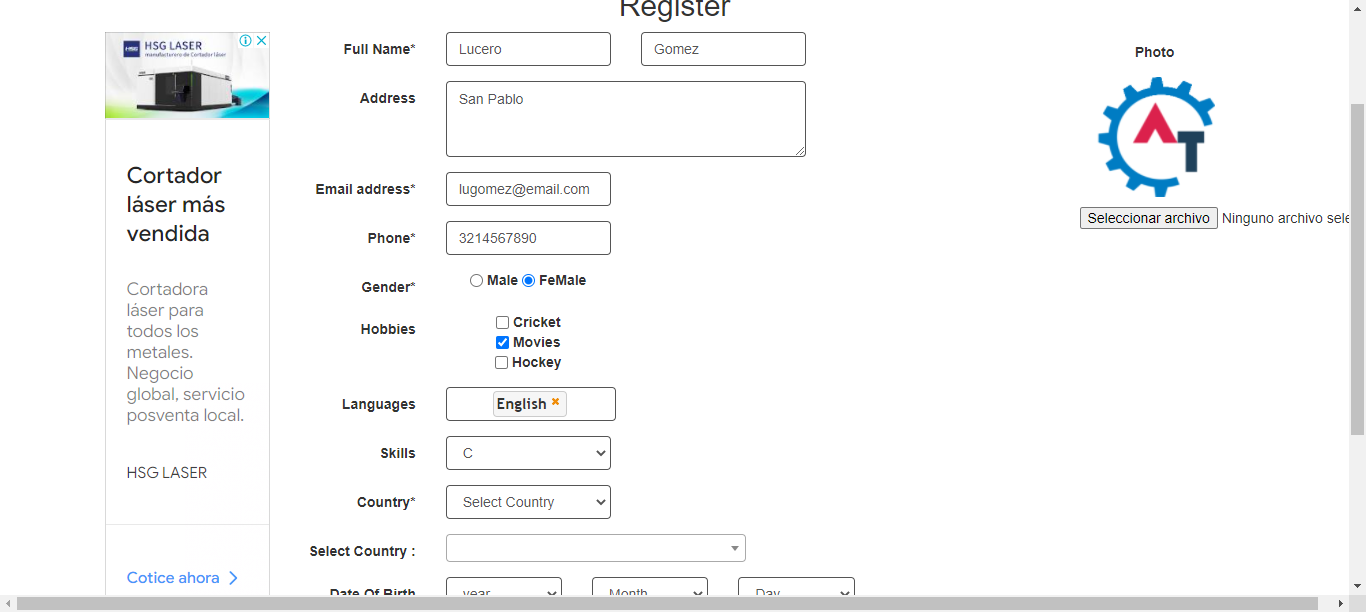 Register
HSG LASER
manufacturero de Cortador láser
Cortador
láser más
vendida
Cortadora
láser para
todos los
metales.
Negocio
global, servicio
posventa local.
HSG LASER
Cotice ahora
Full Name*
Lucero
Gomez
Address
San Pablo
Email address*
lugomez@email.com
Phone*
3214567890
Gender*
Male
FeMale
Hobbies
Cricket
Movies
Hockey
Languages
English
Skills
C
Country*
Select Country
Select Country :
Date Of Birth
year
Month
Day
Photo
AT
Seleccionar archivo
Ninguno archivo sele